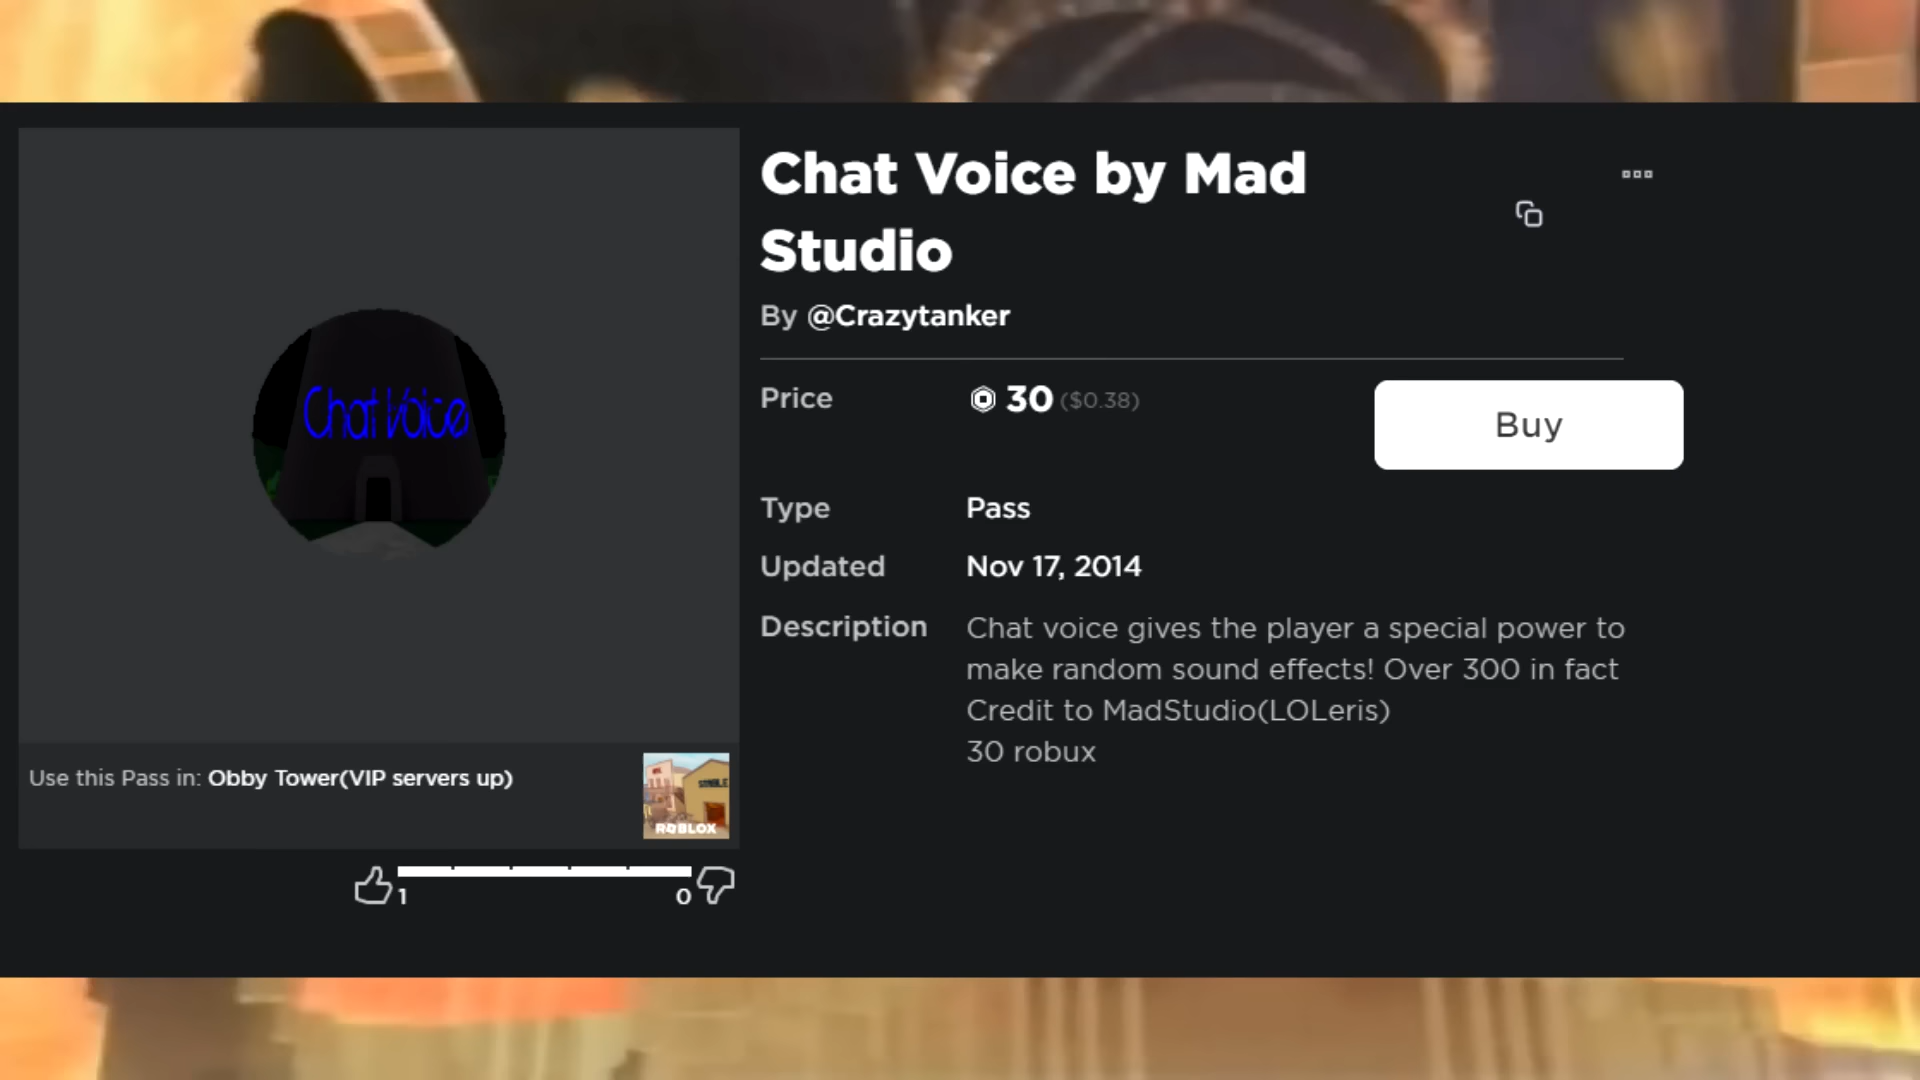 Chat Voice by Mad
Studio
By @Crazytanker
Price
30 ($0.38)
Buy
Type
Pass
Updated
Nov 17, 2014
Description
Chat voice gives the player a special power to
make random sound effects! Over 300 in fact
Credit to MadStudio(LOLeris)
30 robux
Chat Voice
Use this Pass in: Obby Tower(VIP servers up)
STABLE
ROBLOX
1
0